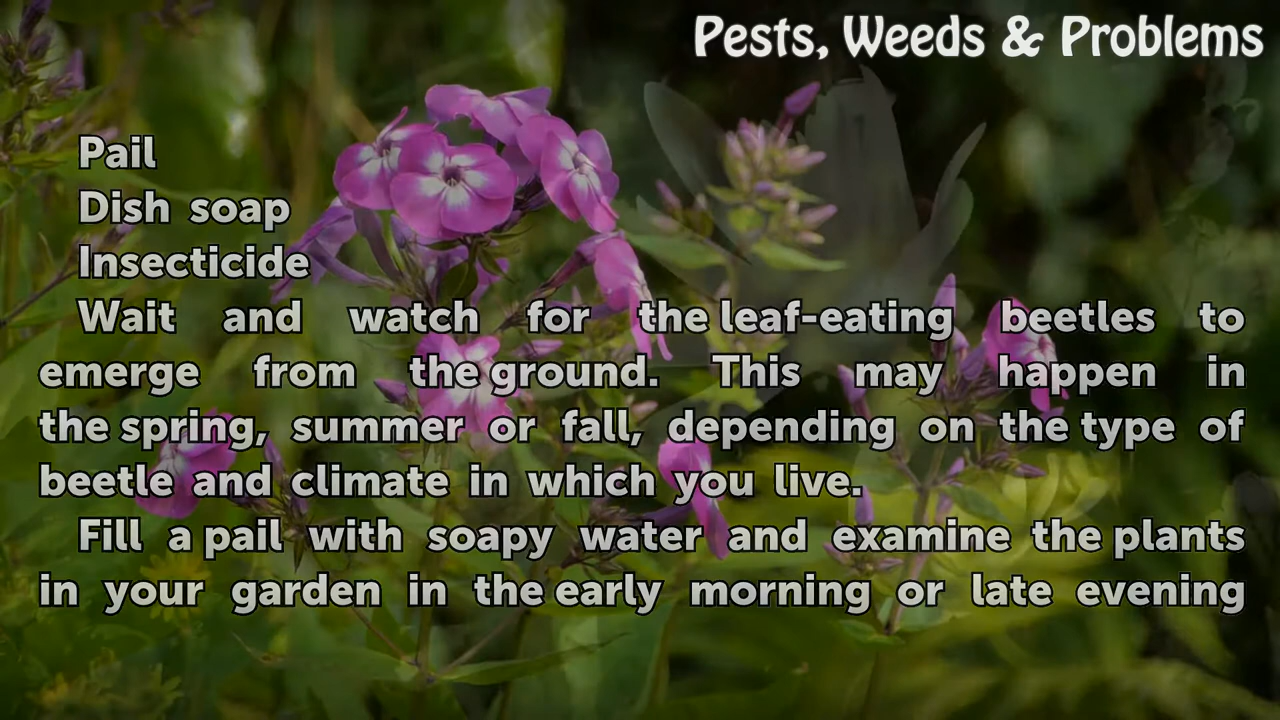 Pests, Weeds & Problems
Pail
Dish soap
Insecticide
Wait and watch for the leaf-eating beetles to
emerge from the ground. This may happen in
the spring, summer or fall, depending on the type of
beetle and climate in which you live.
Fill a pail with soapy water and examine the plants
in your garden in the early morning or late evening